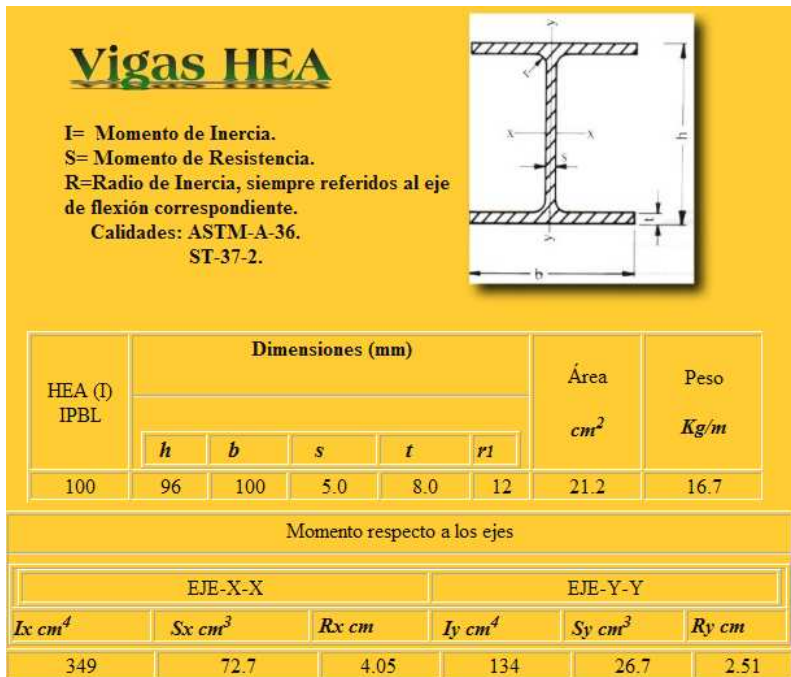 Vigas HEA
I= Momento de Inercia.
S= Momento de Resistencia.
R=Radio de Inercia, siempre referidos al eje
de flexión correspondiente.
Calidades: ASTM-A-36.
ST-37-2.
y
r
x x
s
h
t
y
b
HEA (I)
IPBL
Dimensiones (mm)
Área
cm²
Peso
Kg/m
h b s t r1
100 96 100 5.0 8.0 12 21.2 16.7
Momento respecto a los ejes
EJE-X-X EJE-Y-Y
Ix cm⁴ Sx cm³ Rx cm Iy cm⁴ Sy cm³ Ry cm
349 72.7 4.05 134 26.7 2.51